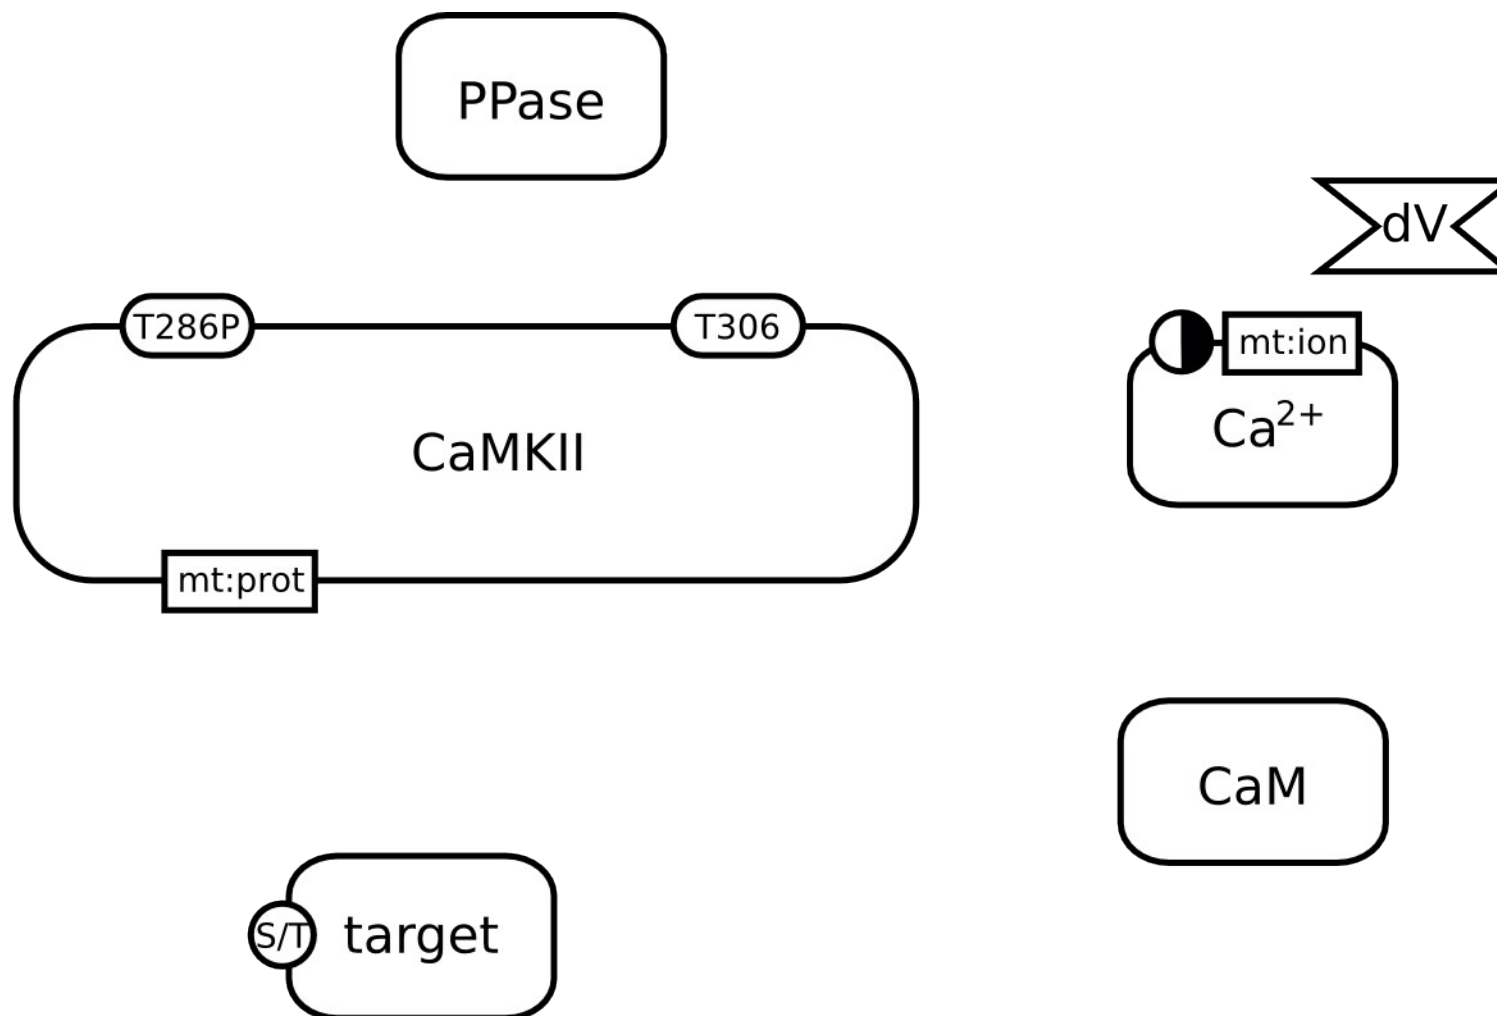 PPase
dV
T286P
T306
mt:ion
Ca²⁺
CaMKII
mt:prot
CaM
S/T
target